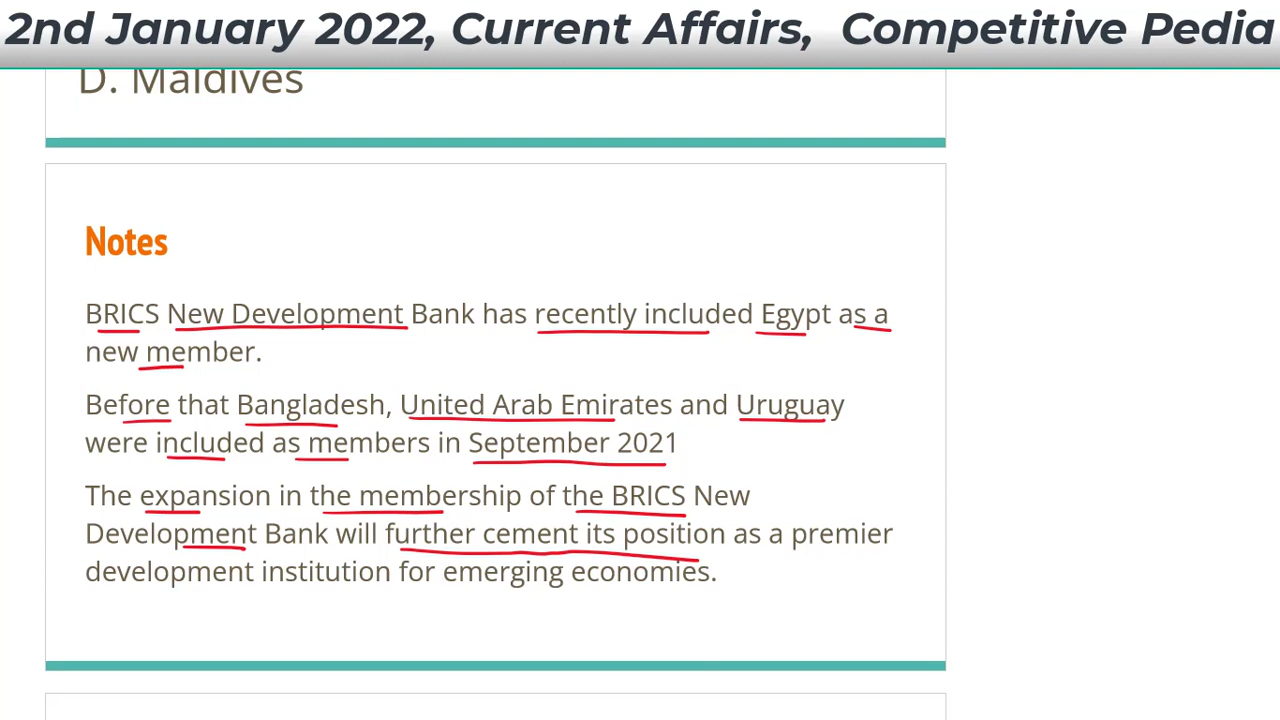 2nd January 2022, Current Affairs, Competitive Pedia
D. Maldives
Notes
BRICS New Development Bank has recently included Egypt as a
new member.
Before that Bangladesh, United Arab Emirates and Uruguay
were included as members in September 2021
The expansion in the membership of the BRICS New
Development Bank will further cement its position as a premier
development institution for emerging economies.